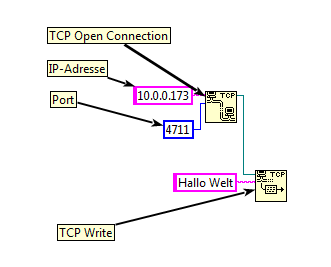 TCP Open Connection
IP-Adresse
10.0.0.173
TCP
Port
4711
TCP
Hallo Welt
TCP Write